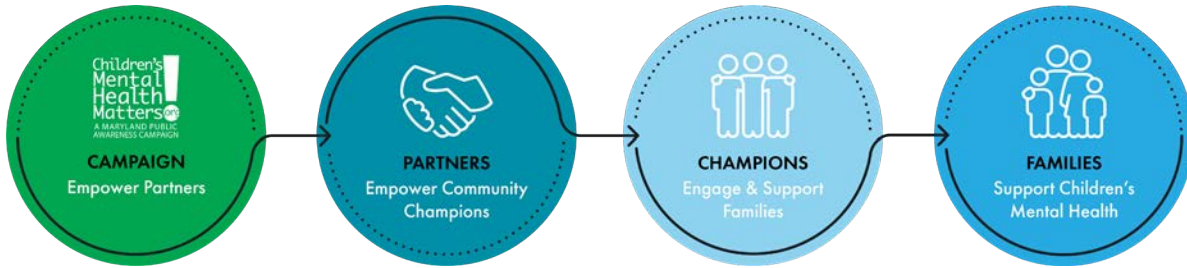 Children's
Mental
Health
Matters!
.org
A MARYLAND PUBLIC
AWARENESS CAMPAIGN
CAMPAIGN
Empower Partners
PARTNERS
Empower Community
Champions
CHAMPIONS
Engage & Support
Families
FAMILIES
Support Children's
Mental Health